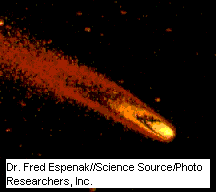 Dr. Fred Espenak//Science Source/Photo
Researchers, Inc.